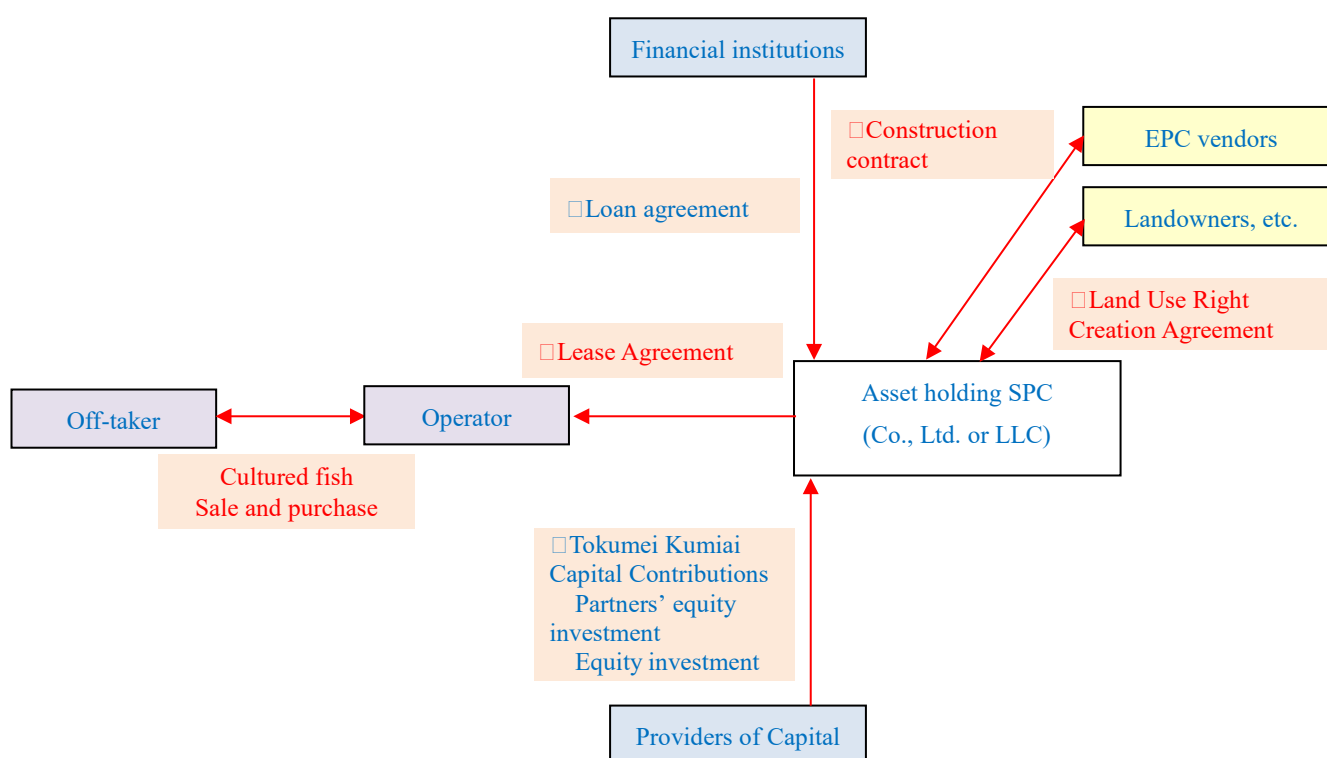 Financial institutions
□Construction
contract
EPC vendors
□Loan agreement
Landowners, etc.
□Land Use Right
Creation Agreement
□Lease Agreement
Asset holding SPC
(Co., Ltd. or LLC)
Off-taker
Operator
Cultured fish
Sale and purchase
□Tokumei Kumiai
Capital Contributions
Partners’ equity
investment
Equity investment
Providers of Capital